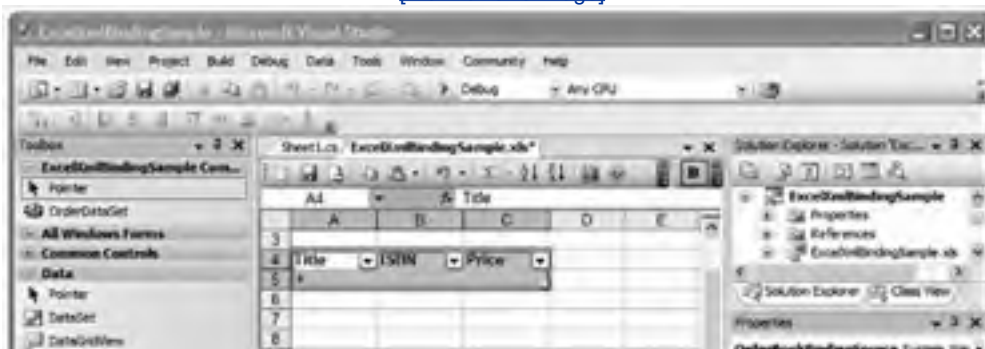 ExcelXmlBindingSample - Microsoft Visual Studio
File Edit View Project Build Debug Data Tools Window Community Help
Debug Any CPU
Toolbox
ExcelXmlBindingSample Com...
Pointer
OrderDataSet
All Windows Forms
Common Controls
Data
Pointer
DataSet
DataGridView
Sheet1.cs ExcelXmlBindingSample.xls*
A4 fx Title
A B C D E
3
4 Title ISBN Price
5 *
6
7
8
Solution Explorer - Solution 'Exc...
ExcelXmlBindingSample
Properties
References
ExcelXmlBindingSample.xls
Solution Explorer Class View
Properties
OrderBookBindingSource